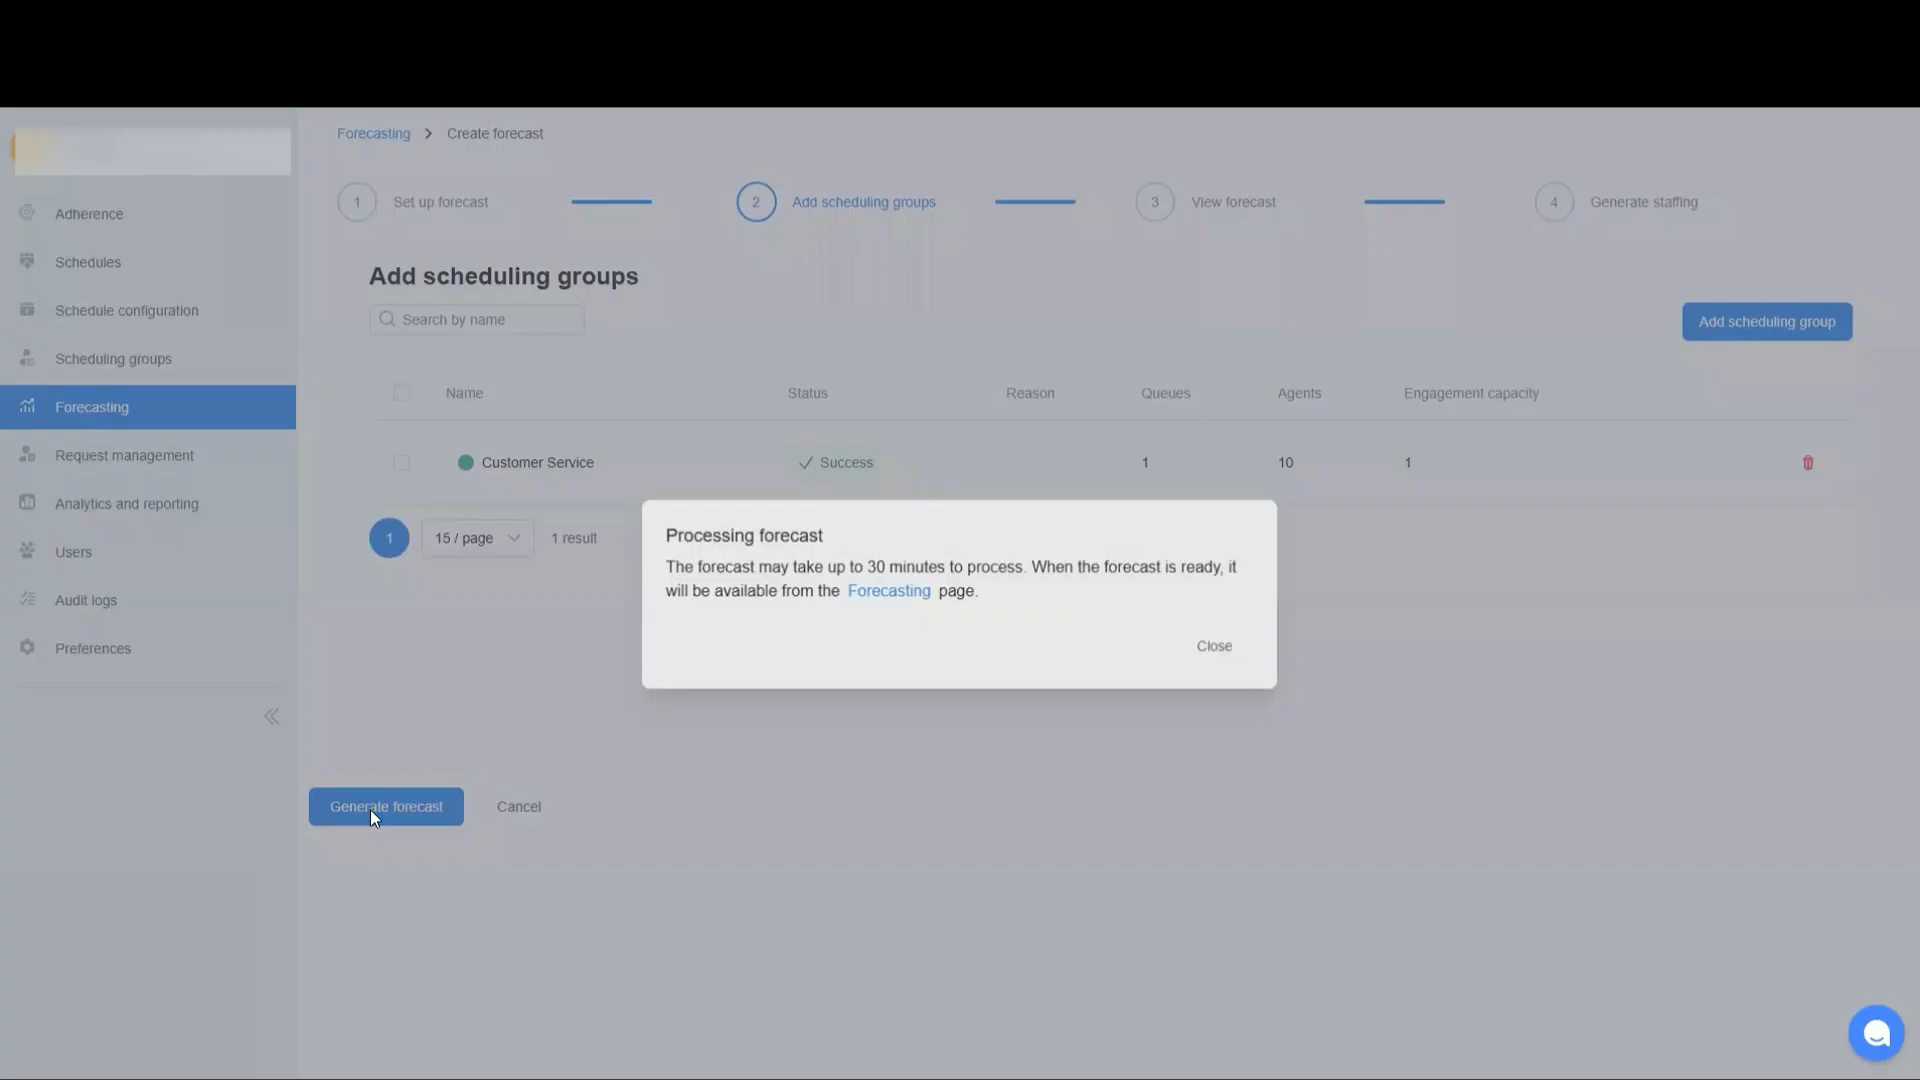 Forecasting > Create forecast
1 Set up forecast 2 Add scheduling groups 3 View forecast 4 Generate staffing
Adherence
Schedules
Schedule configuration
Scheduling groups
Forecasting
Request management
Analytics and reporting
Users
Audit logs
Preferences
Add scheduling groups
Search by name
Add scheduling group
Name Status Reason Queues Agents Engagement capacity
Customer Service Success 1 10 1
1 15 / page 1 result
Processing forecast
The forecast may take up to 30 minutes to process. When the forecast is ready, it
will be available from the Forecasting page.
Close
Generate forecast Cancel